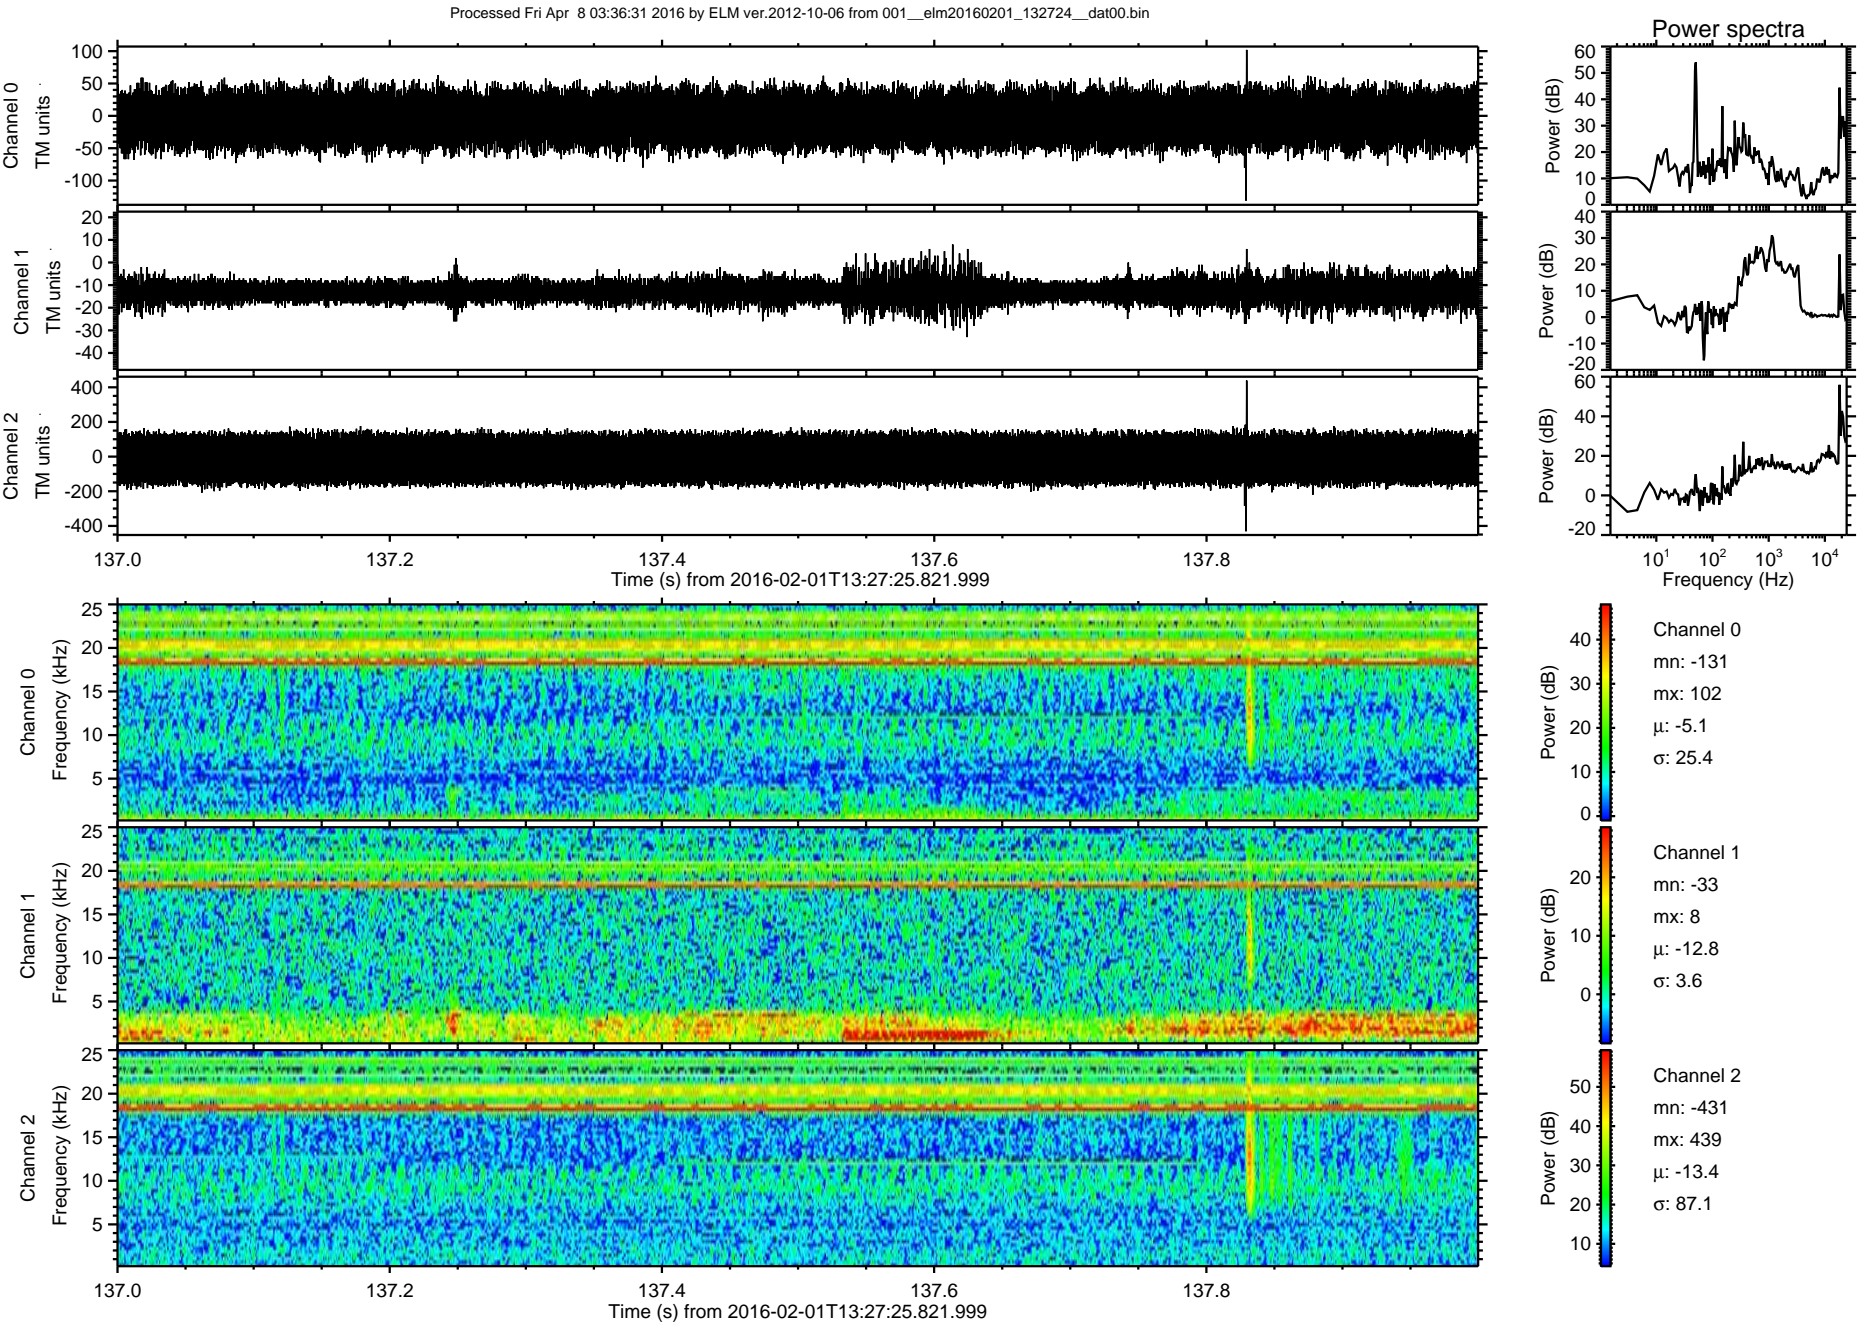 Processed Fri Apr  8 03:36:31 2016 by ELM ver.2012-10-06 from 001__elm20160201_132724__dat00.bin
Power spectra
Channel 0
TM units
100
50
0
-50
-100
Power (dB)
60
50
40
30
20
10
0
Channel 1
TM units
20
10
0
-10
-20
-30
-40
Power (dB)
40
30
20
10
0
-10
-20
Channel 2
TM units
400
200
0
-200
-400
Power (dB)
60
40
20
0
-20
137.0 137.2 137.4 137.6 137.8
Time (s) from 2016-02-01T13:27:25.821.999
10^1 10^2 10^3 10^4
Frequency (Hz)
Channel 0
Frequency (kHz)
25
20
15
10
5
Power (dB)
40
30
20
10
0
Channel 0
mn: -131
mx: 102
μ: -5.1
σ: 25.4
Channel 1
Frequency (kHz)
25
20
15
10
5
Power (dB)
20
10
0
Channel 1
mn: -33
mx: 8
μ: -12.8
σ: 3.6
Channel 2
Frequency (kHz)
25
20
15
10
5
Power (dB)
50
40
30
20
10
Channel 2
mn: -431
mx: 439
μ: -13.4
σ: 87.1
137.0 137.2 137.4 137.6 137.8
Time (s) from 2016-02-01T13:27:25.821.999